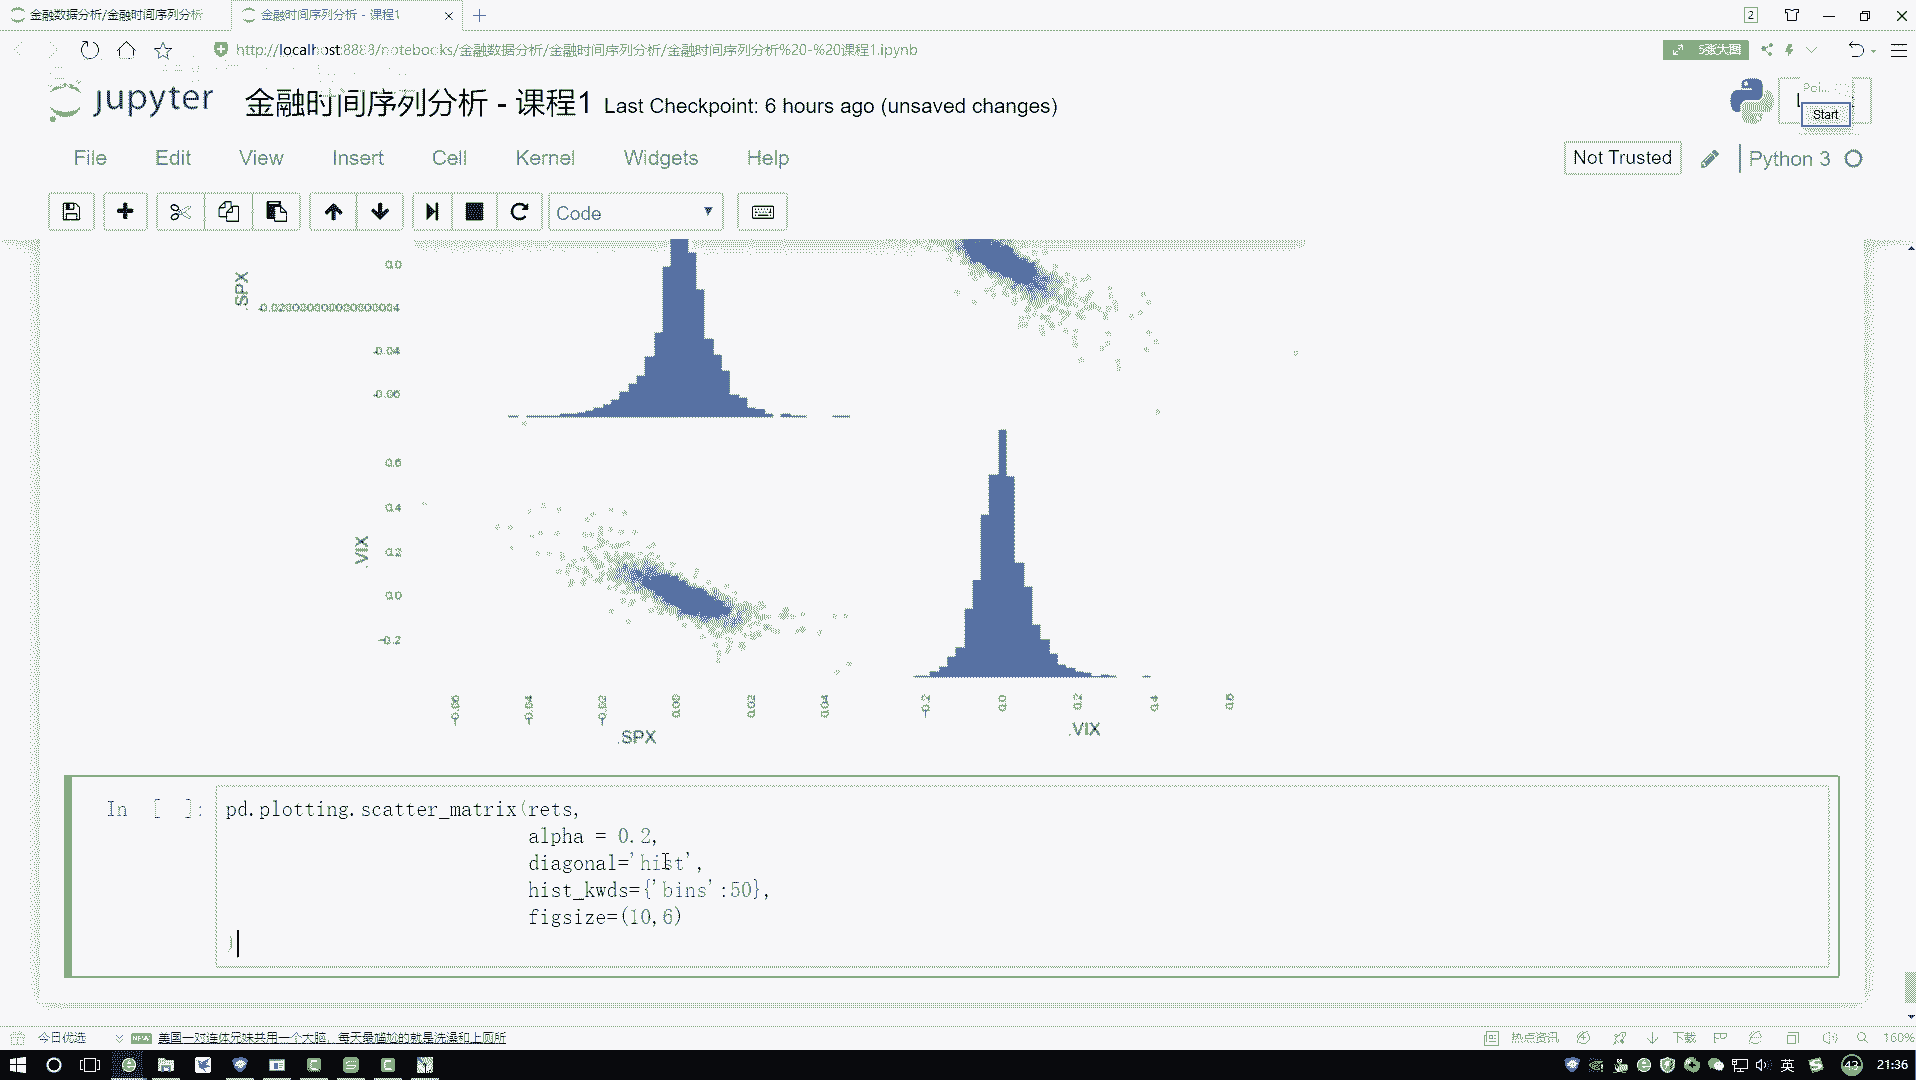 金融数据分析/金融时间序列分析
金融时间序列分析 - 课程1
2
http://localhost:8888/notebooks/金融数据分析/金融时间序列分析/金融时间序列分析%20-%20课程1.ipynb
5张大图
jupyter 金融时间序列分析 - 课程1 Last Checkpoint: 6 hours ago (unsaved changes)
Poi...
Start
File Edit View Insert Cell Kernel Widgets Help
Not Trusted Python 3
Code
.SPX
0.0
-0.02000000000000004
-0.04
-0.06
.VIX
0.6
0.4
0.2
0.0
-0.2
-0.06 -0.04 -0.02 0.00 0.02 0.04
-0.2 0.0 0.2 0.4 0.6
.SPX .VIX
In [ ]: pd.plotting.scatter_matrix(rets,
alpha = 0.2,
diagonal='hist',
hist_kwds={'bins':50},
figsize=(10,6)
)
今日优选
NEW
美国一对连体兄妹共用一个大脑，每天最尴尬的就是洗澡和上厕所
热点资讯
下载
160%
英
43
21:36